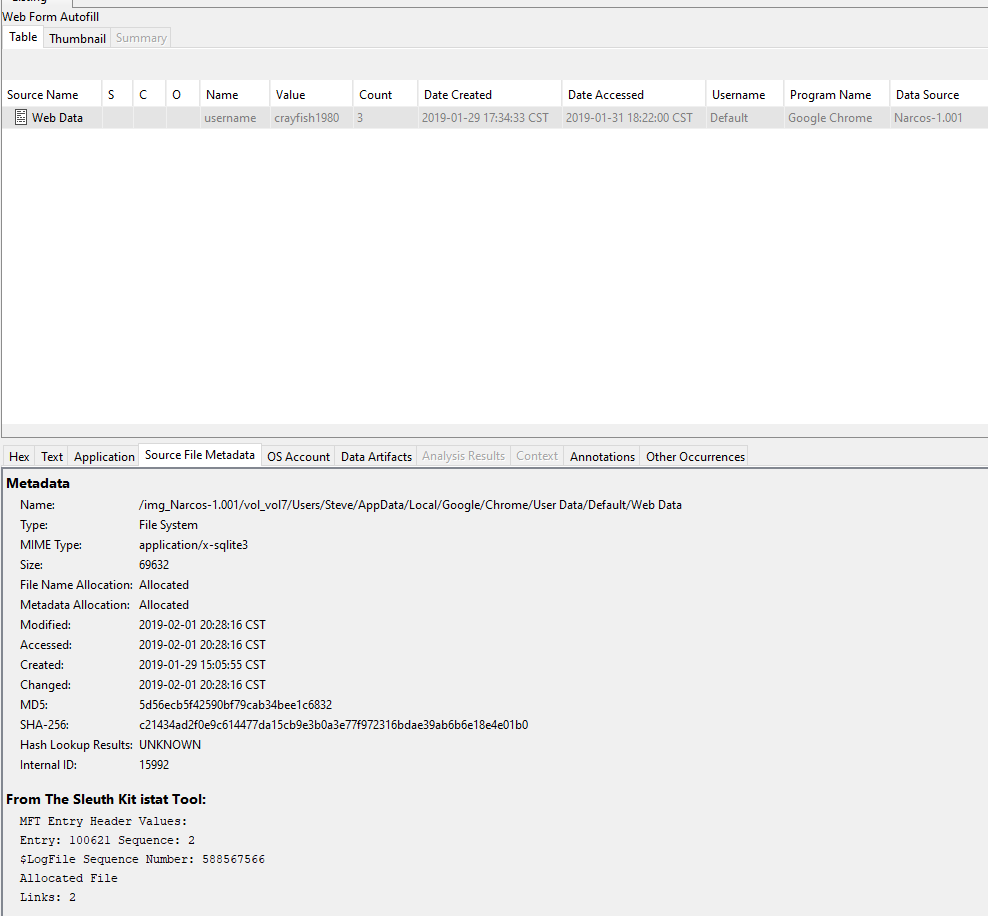 Listing
Web Form Autofill
Table Thumbnail Summary
Source Name S C O Name Value Count Date Created Date Accessed Username Program Name Data Source
Web Data username crayfish1980 3 2019-01-29 17:34:33 CST 2019-01-31 18:22:00 CST Default Google Chrome Narcos-1.001
Hex Text Application Source File Metadata OS Account Data Artifacts Analysis Results Context Annotations Other Occurrences
Metadata
Name: /img_Narcos-1.001/vol_vol7/Users/Steve/AppData/Local/Google/Chrome/User Data/Default/Web Data
Type: File System
MIME Type: application/x-sqlite3
Size: 69632
File Name Allocation: Allocated
Metadata Allocation: Allocated
Modified: 2019-02-01 20:28:16 CST
Accessed: 2019-02-01 20:28:16 CST
Created: 2019-01-29 15:05:55 CST
Changed: 2019-02-01 20:28:16 CST
MD5: 5d56ecb5f42590bf79cab34bee1c6832
SHA-256: c21434ad2f0e9c614477da15cb9e3b0a3e77f972316bdae39ab6b6e18e4e01b0
Hash Lookup Results: UNKNOWN
Internal ID: 15992
From The Sleuth Kit istat Tool:
MFT Entry Header Values:
Entry: 100621 Sequence: 2
$LogFile Sequence Number: 588567566
Allocated File
Links: 2